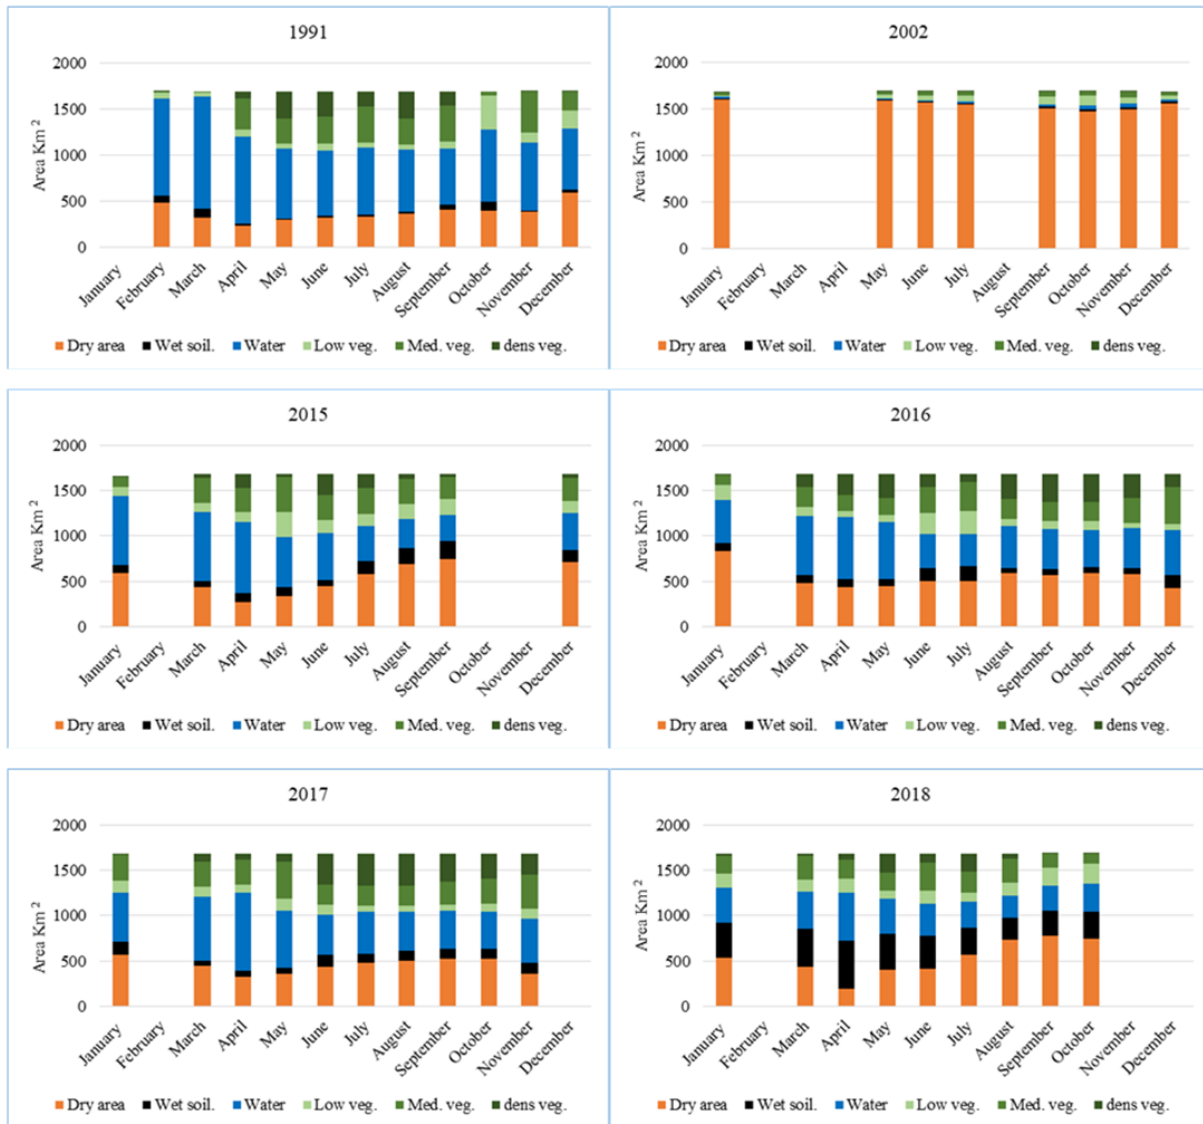 1991
2000
1500
1000
500
0
Area Km 2
January
February
March
April
May
June
July
August
September
October
November
December
Dry area Wet soil. Water Low veg. Med. veg. dens veg.
2002
2000
1500
1000
500
0
Area Km 2
January
February
March
April
May
June
July
August
September
October
November
December
Dry area Wet soil. Water Low veg. Med. veg. dens veg.
2015
2000
1500
1000
500
0
Area Km 2
January
February
March
April
May
June
July
August
September
October
November
December
Dry area Wet soil. Water Low veg. Med. veg. dens veg.
2016
2000
1500
1000
500
0
Area Km 2
January
February
March
April
May
June
July
August
September
October
November
December
Dry area Wet soil. Water Low veg. Med. veg. dens veg.
2017
2000
1500
1000
500
0
Area Km 2
January
February
March
April
May
June
July
August
September
October
November
December
Dry area Wet soil. Water Low veg. Med. veg. dens veg.
2018
2000
1500
1000
500
0
Area Km 2
January
February
March
April
May
June
July
August
September
October
November
December
Dry area Wet soil. Water Low veg. Med. veg. dens veg.